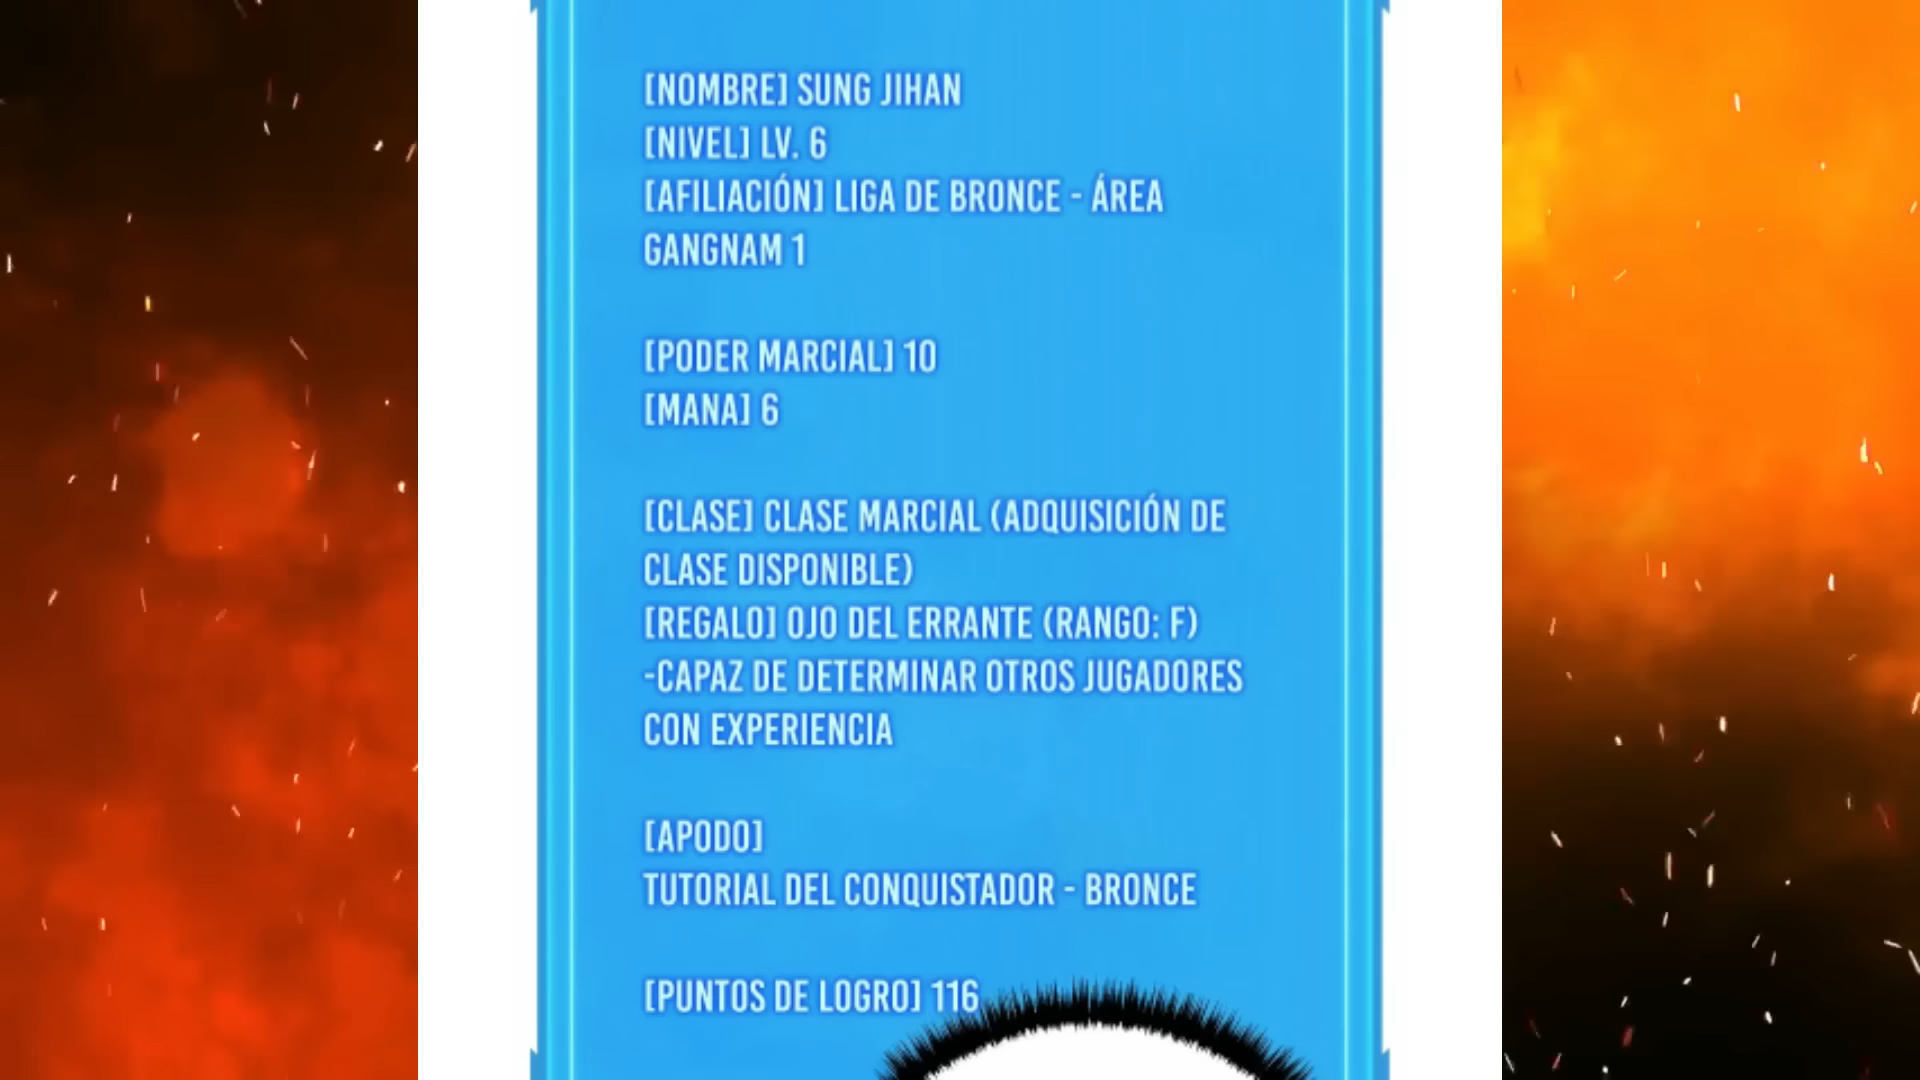 [NOMBRE] SUNG JIHAN
[NIVEL] LV. 6
[AFILIACIÓN] LIGA DE BRONCE - ÁREA
GANGNAM 1
[PODER MARCIAL] 10
[MANA] 6
[CLASE] CLASE MARCIAL (ADQUISICIÓN DE
CLASE DISPONIBLE)
[REGALO] OJO DEL ERRANTE (RANGO: F)
-CAPAZ DE DETERMINAR OTROS JUGADORES
CON EXPERIENCIA
[APODO]
TUTORIAL DEL CONQUISTADOR - BRONCE
[PUNTOS DE LOGRO] 116